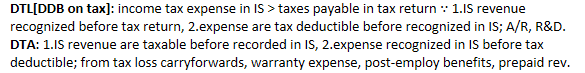 DTL[DDB on tax]: income tax expense in IS > taxes payable in tax return ∵ 1.IS revenue
recognized before tax return, 2.expense are tax deductible before recognized in IS; A/R, R&D.
DTA: 1.IS revenue are taxable before recorded in IS, 2.expense recognized in IS before tax
deductible; from tax loss carryforwards, warranty expense, post-employ benefits, prepaid rev.